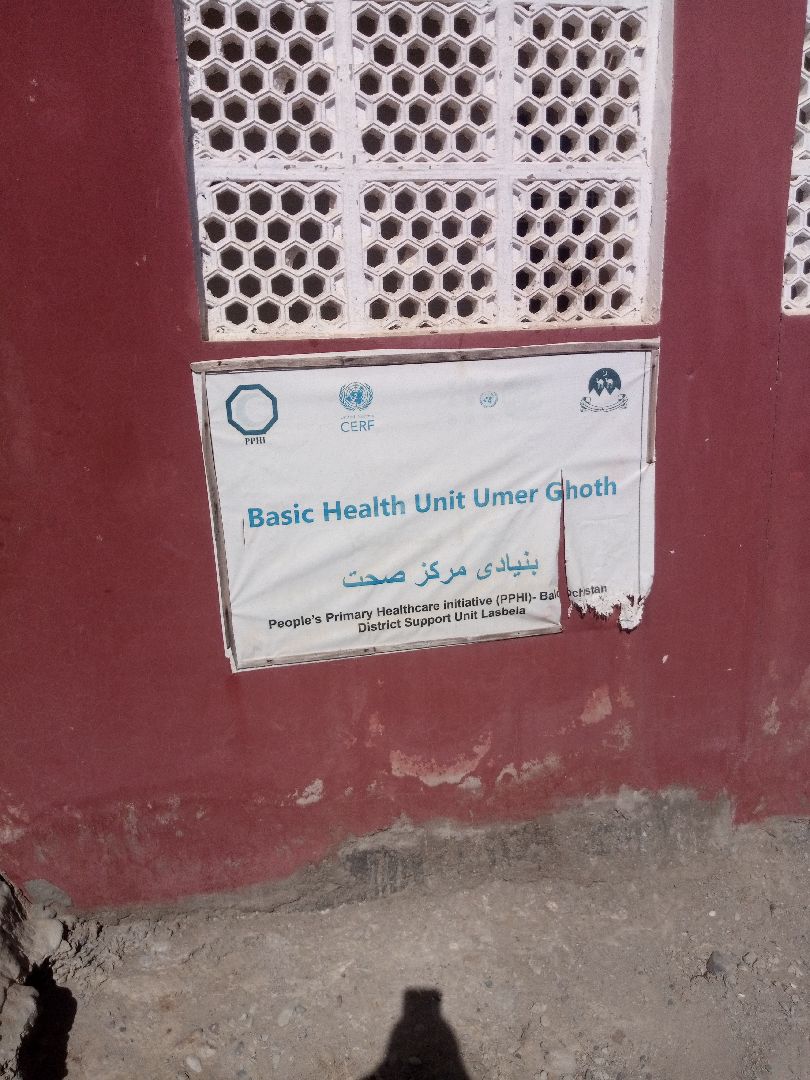 PPHI
CERF
Basic Health Unit Umer Ghoth
بنیادی مرکز صحت
People's Primary Healthcare initiative (PPHI)- Balochistan
District Support Unit Lasbela